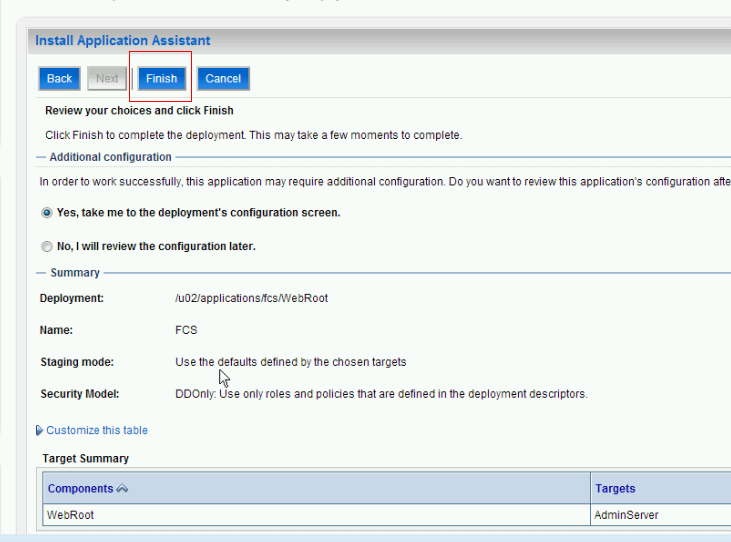 Install Application Assistant
Back Next Finish Cancel
Review your choices and click Finish
Click Finish to complete the deployment. This may take a few moments to complete.
Additional configuration
In order to work successfully, this application may require additional configuration. Do you want to review this application's configuration afte
Yes, take me to the deployment's configuration screen.
No, I will review the configuration later.
Summary
Deployment: /u02/applications/fcs/WebRoot
Name: FCS
Staging mode: Use the defaults defined by the chosen targets
Security Model: DDOnly: Use only roles and policies that are defined in the deployment descriptors.
Customize this table
Target Summary
Components Targets
WebRoot AdminServer